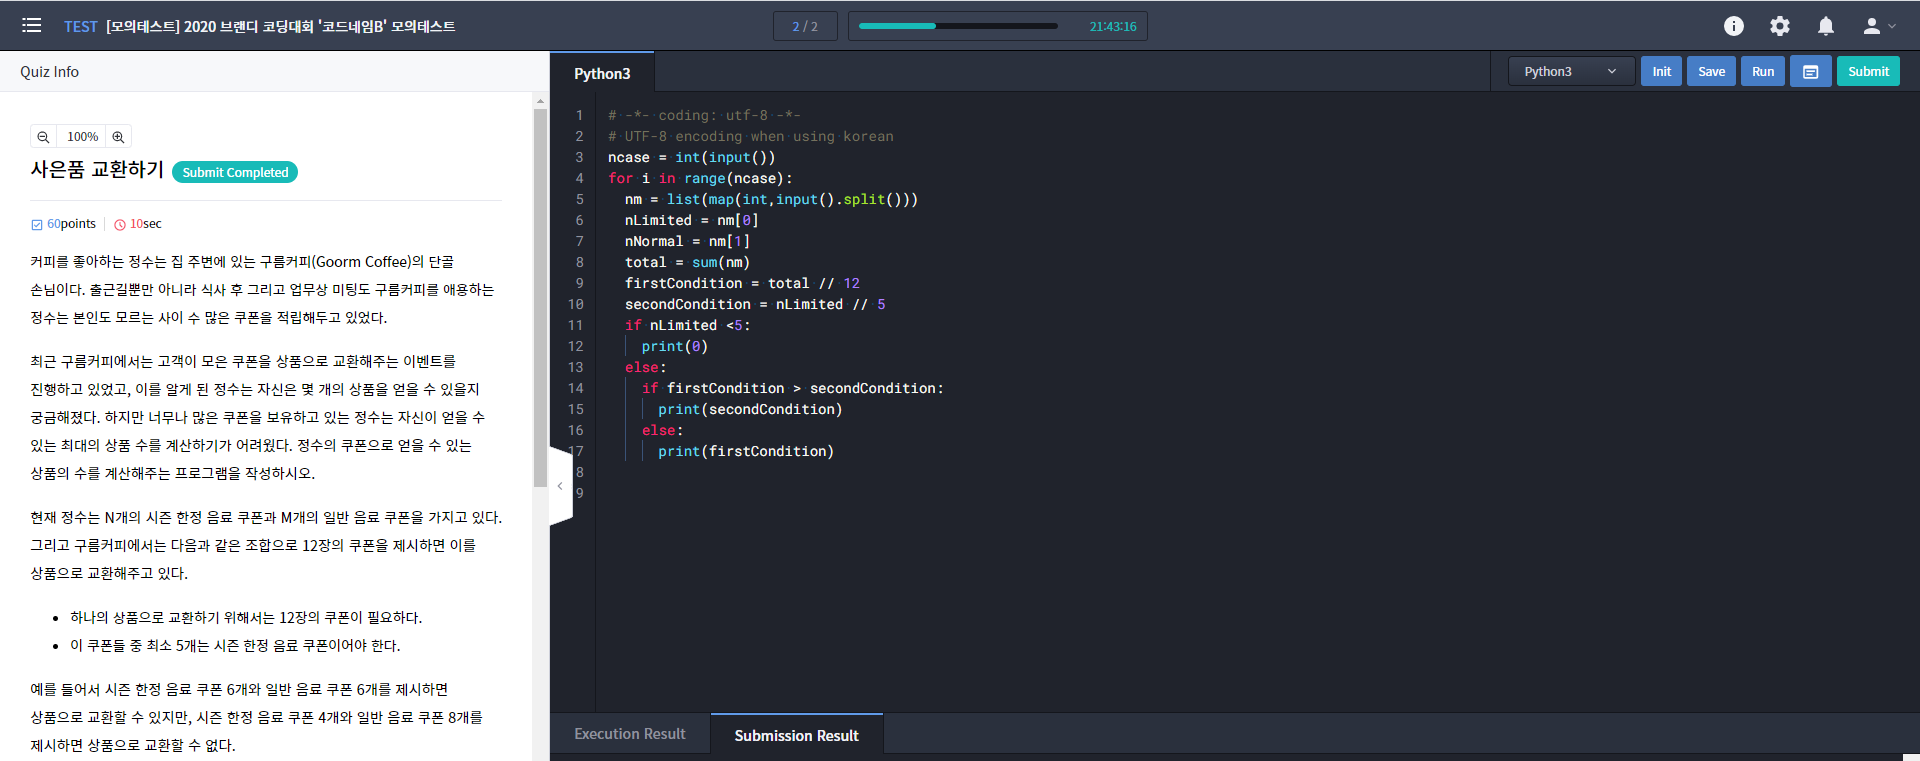 TEST [모의테스트] 2020 브랜디 코딩대회 '코드네임B' 모의테스트
2 / 2
21:43:16
Quiz Info
100%
사은품 교환하기 Submit Completed
60points 10sec
커피를 좋아하는 정수는 집 주변에 있는 구름커피(Goorm Coffee)의 단골
손님이다. 출근길뿐만 아니라 식사 후 그리고 업무상 미팅도 구름커피를 애용하는
정수는 본인도 모르는 사이 수 많은 쿠폰을 적립해두고 있었다.
최근 구름커피에서는 고객이 모은 쿠폰을 상품으로 교환해주는 이벤트를
진행하고 있었고, 이를 알게 된 정수는 자신은 몇 개의 상품을 얻을 수 있을지
궁금해졌다. 하지만 너무나 많은 쿠폰을 보유하고 있는 정수는 자신이 얻을 수
있는 최대의 상품 수를 계산하기가 어려웠다. 정수의 쿠폰으로 얻을 수 있는
상품의 수를 계산해주는 프로그램을 작성하시오.
현재 정수는 N개의 시즌 한정 음료 쿠폰과 M개의 일반 음료 쿠폰을 가지고 있다.
그리고 구름커피에서는 다음과 같은 조합으로 12장의 쿠폰을 제시하면 이를
상품으로 교환해주고 있다.
• 하나의 상품으로 교환하기 위해서는 12장의 쿠폰이 필요하다.
• 이 쿠폰들 중 최소 5개는 시즌 한정 음료 쿠폰이어야 한다.
예를 들어서 시즌 한정 음료 쿠폰 6개와 일반 음료 쿠폰 6개를 제시하면
상품으로 교환할 수 있지만, 시즌 한정 음료 쿠폰 4개와 일반 음료 쿠폰 8개를
제시하면 상품으로 교환할 수 없다.
Python3
Python3 Init Save Run Submit
1 # -*- coding: utf-8 -*-
2 # UTF-8 encoding when using korean
3 ncase = int(input())
4 for i in range(ncase):
5 nm = list(map(int,input().split()))
6 nLimited = nm[0]
7 nNormal = nm[1]
8 total = sum(nm)
9 firstCondition = total // 12
10 secondCondition = nLimited // 5
11 if nLimited <5:
12 print(0)
13 else:
14 if firstCondition > secondCondition:
15 print(secondCondition)
16 else:
17 print(firstCondition)
8
9
Execution Result
Submission Result